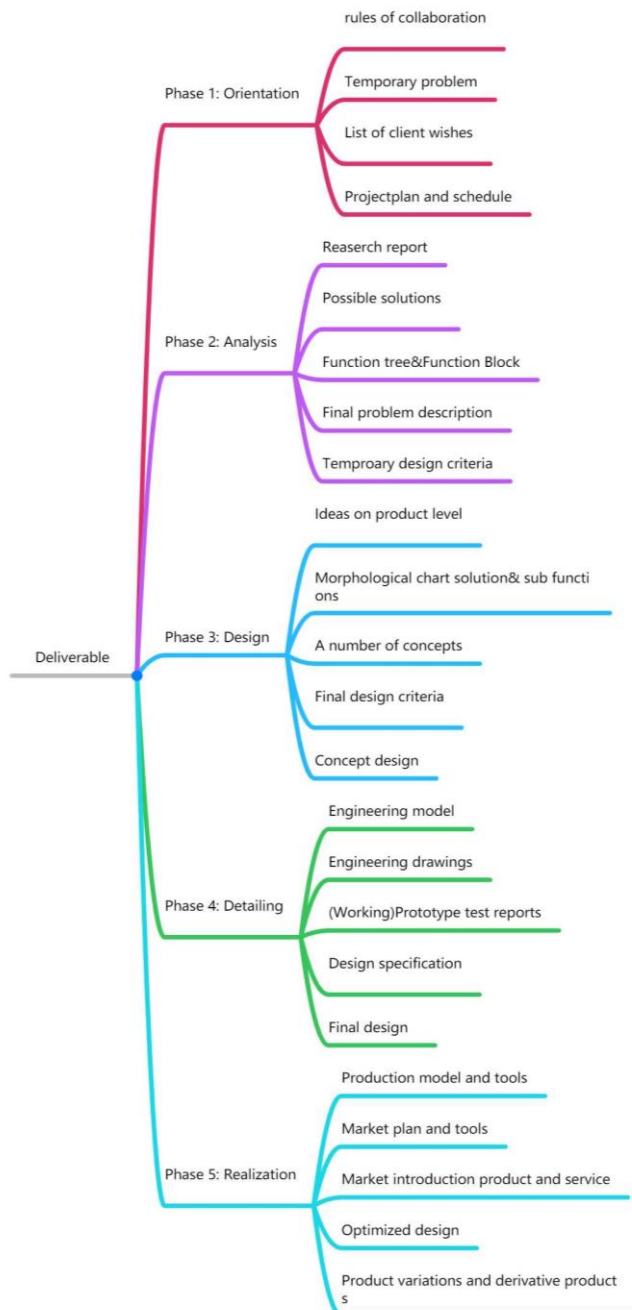 rules of collaboration
Phase 1: Orientation
Temporary problem
List of client wishes
Projectplan and schedule
Reaserch report
Possible solutions
Phase 2: Analysis
Function tree&Function Block
Final problem description
Temproary design criteria
Ideas on product level
Morphological chart solution& sub functi
ons
Phase 3: Design
Deliverable
A number of concepts
Final design criteria
Concept design
Engineering model
Engineering drawings
Phase 4: Detailing
(Working)Prototype test reports
Design specification
Final design
Production model and tools
Market plan and tools
Phase 5: Realization
Market introduction product and service
Optimized design
Product variations and derivative product
s